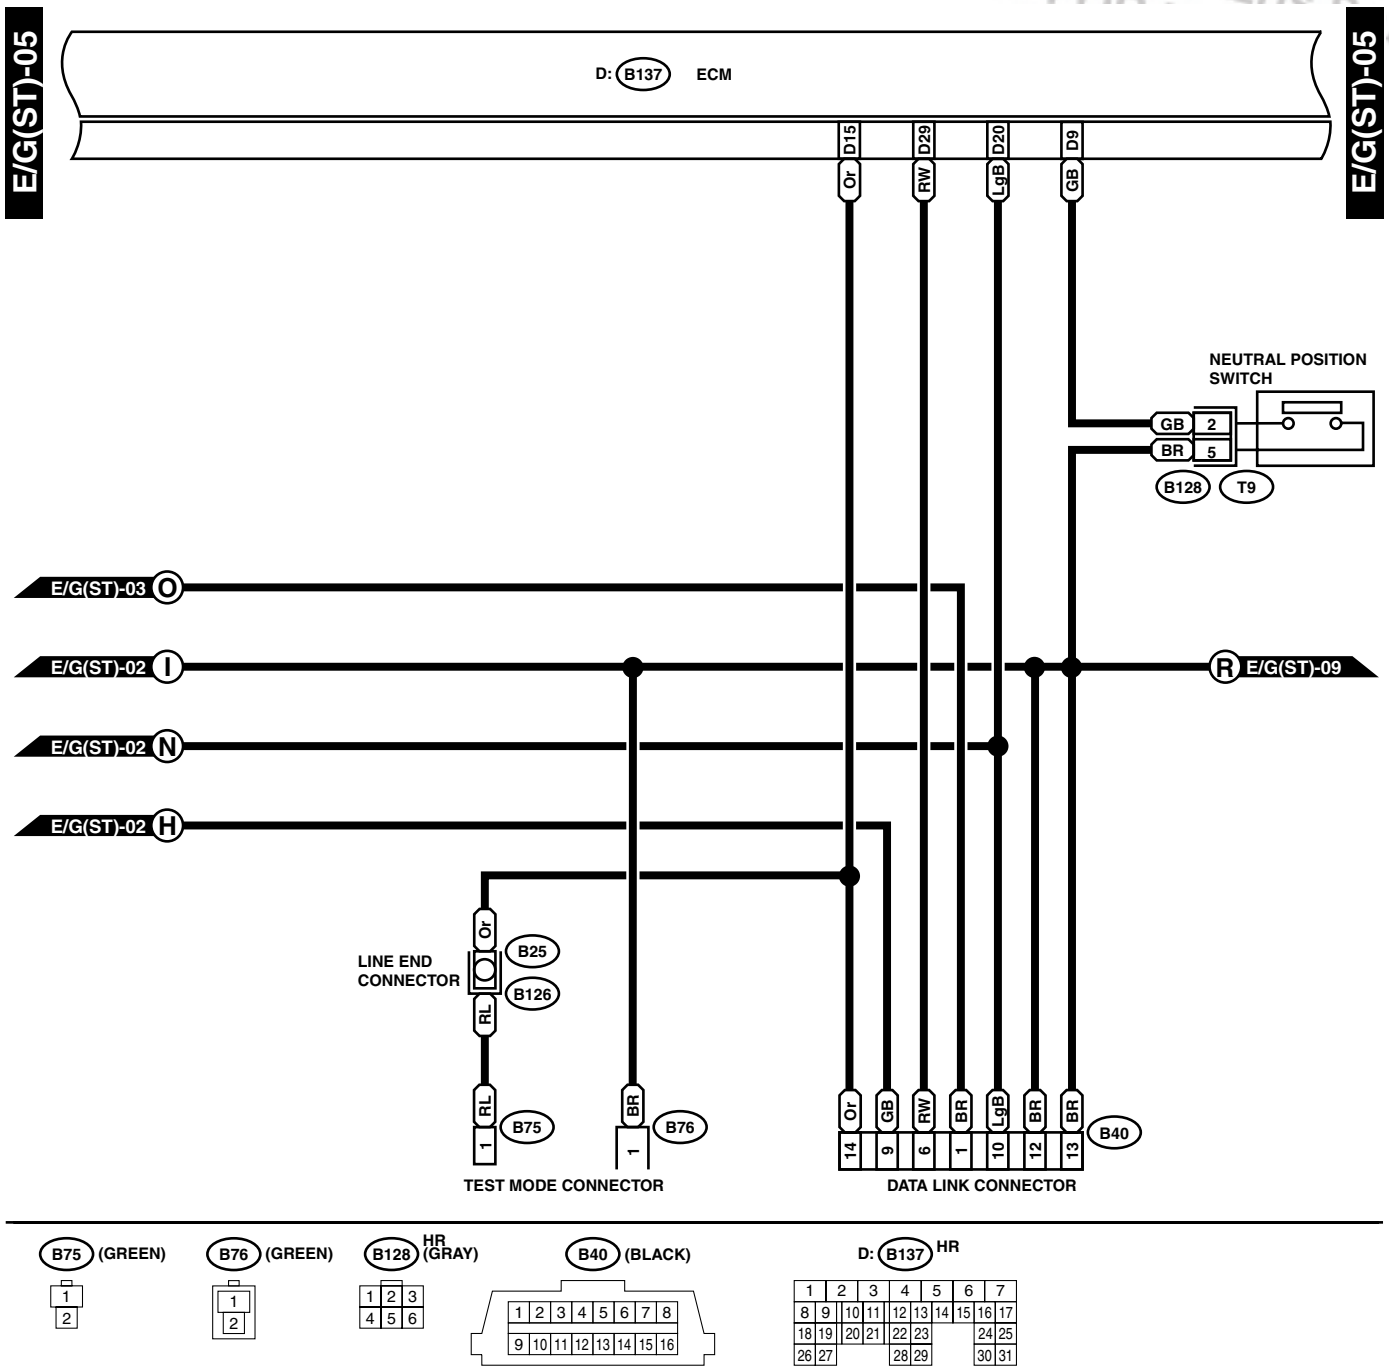 E/G(ST)-05
E/G(ST)-05
D: B137 ECM
D15 D29 D20 D9
Or RW LgB GB
NEUTRAL POSITION
SWITCH
GB 2
BR 5
B128 T9
E/G(ST)-03 O
E/G(ST)-02 I
R E/G(ST)-09
E/G(ST)-02 N
E/G(ST)-02 H
Or
LINE END
CONNECTOR
B25
B126
RL
RL BR Or GB RW BR LgB BR BR
B75 B76 B40
1 1 14 9 6 1 10 12 13
TEST MODE CONNECTOR
DATA LINK CONNECTOR
B75 (GREEN)
1
2
B76 (GREEN)
1
2
B128 HR (GRAY)
1 2 3
4 5 6
B40 (BLACK)
1 2 3 4 5 6 7 8
9 10 11 12 13 14 15 16
D: B137 HR
1 2 3 4 5 6 7
8 9 10 11 12 13 14 15 16 17
18 19 20 21 22 23 24 25
26 27 28 29 30 31